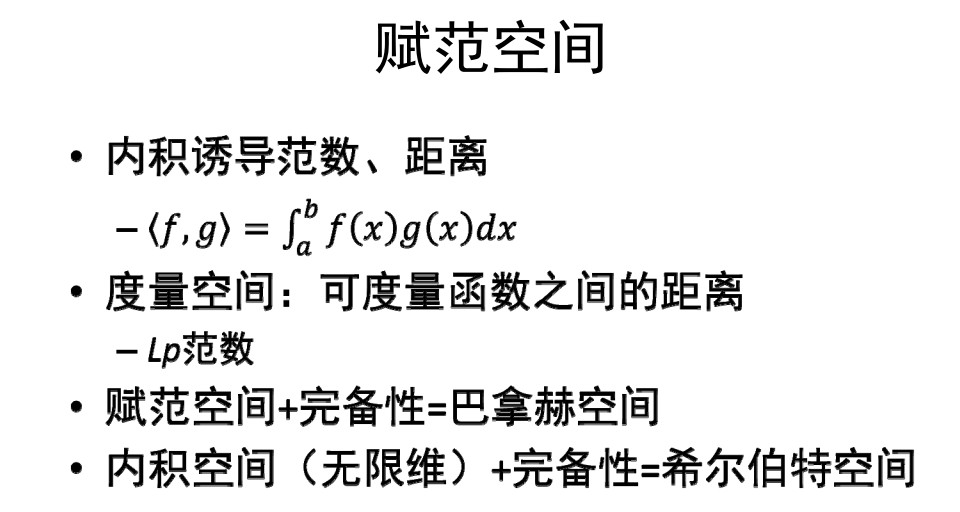 赋范空间
• 内积诱导范数、距离
– ⟨f, g⟩ = ∫ₐᵇ f(x)g(x)dx
• 度量空间：可度量函数之间的距离
– Lp范数
• 赋范空间+完备性=巴拿赫空间
• 内积空间（无限维）+完备性=希尔伯特空间